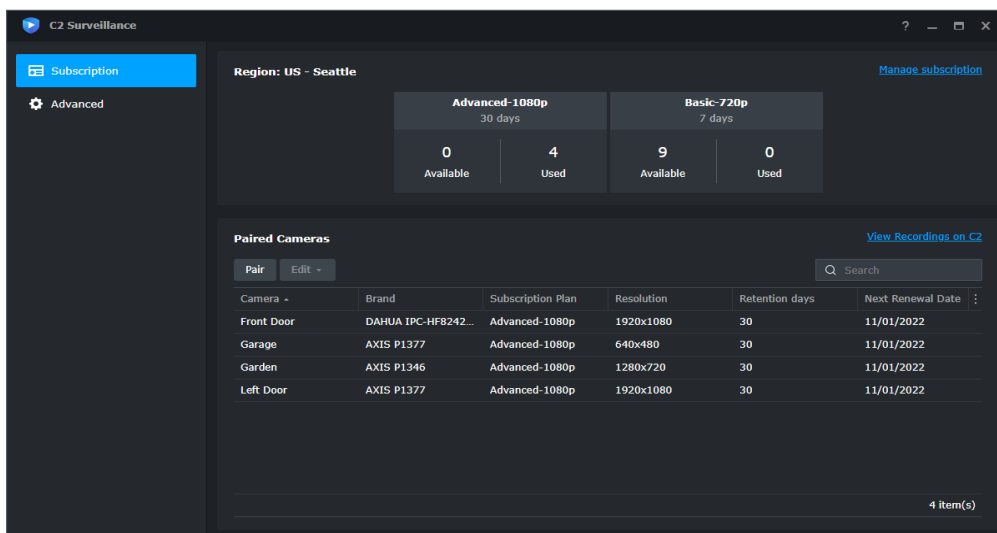 C2 Surveillance ?
Subscription
Advanced
Region: US - Seattle Manage subscription
Advanced-1080p Basic-720p
30 days 7 days
0 4 9 0
Available Used Available Used
Paired Cameras View Recordings on C2
Pair Edit Search
Camera Brand Subscription Plan Resolution Retention days Next Renewal Date
Front Door DAHUA IPC-HF8242... Advanced-1080p 1920x1080 30 11/01/2022
Garage AXIS P1377 Advanced-1080p 640x480 30 11/01/2022
Garden AXIS P1346 Advanced-1080p 1280x720 30 11/01/2022
Left Door AXIS P1377 Advanced-1080p 1920x1080 30 11/01/2022
4 item(s)